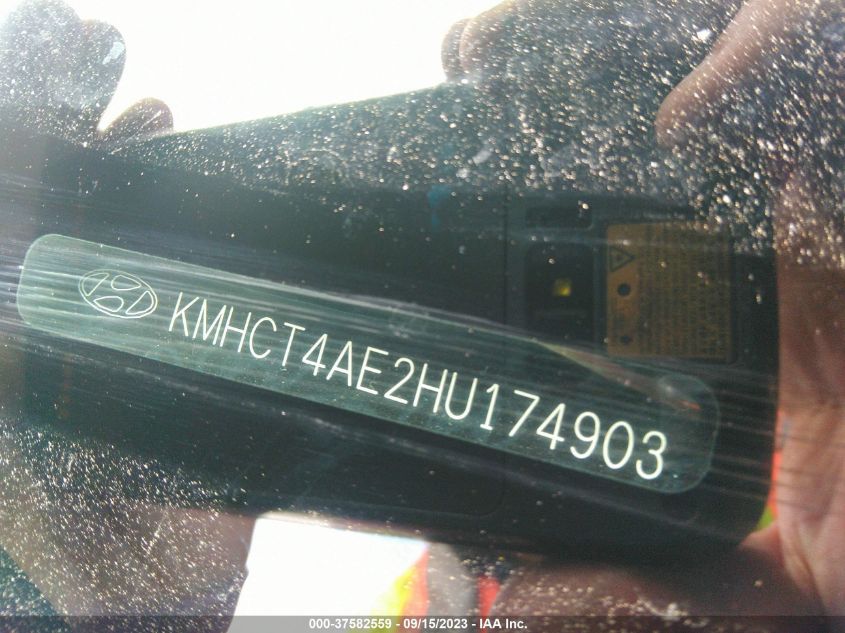 KMHCT4AE2HU174903
000-37582559 - 09/15/2023 - IAA Inc.